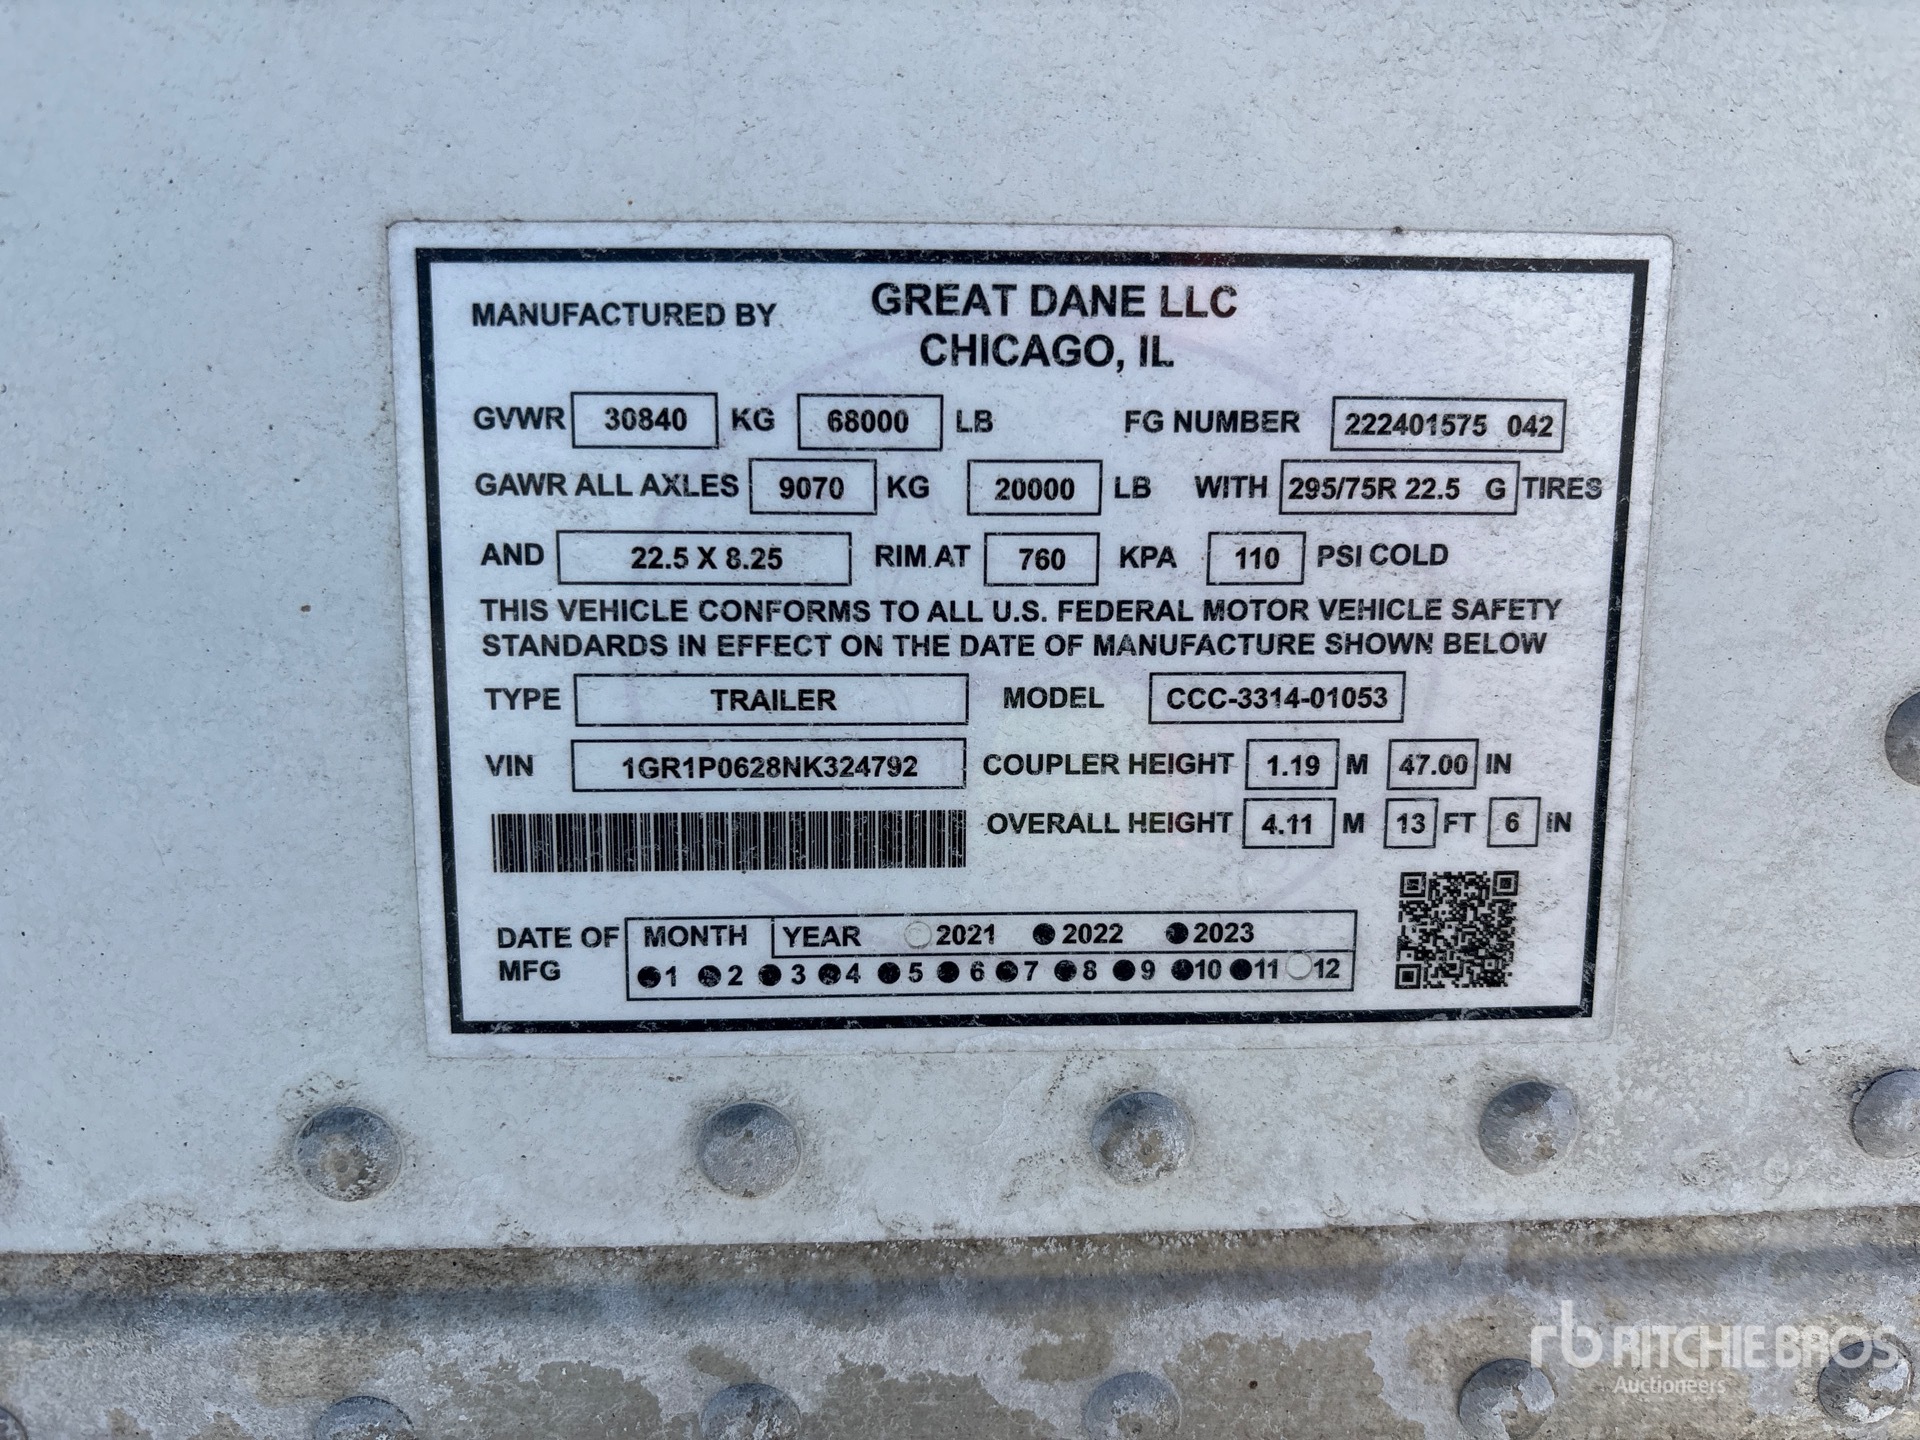 MANUFACTURED BY GREAT DANE LLC
CHICAGO, IL
GVWR 30840 KG 68000 LB FG NUMBER 222401575 042
GAWR ALL AXLES 9070 KG 20000 LB WITH 295/75R 22.5 G TIRES
AND 22.5 X 8.25 RIM AT 760 KPA 110 PSI COLD
THIS VEHICLE CONFORMS TO ALL U.S. FEDERAL MOTOR VEHICLE SAFETY
STANDARDS IN EFFECT ON THE DATE OF MANUFACTURE SHOWN BELOW
TYPE TRAILER MODEL CCC-3314-01053
VIN 1GR1P0628NK324792 COUPLER HEIGHT 1.19 M 47.00 IN
OVERALL HEIGHT 4.11 M 13 FT 6 IN
DATE OF MFG
MONTH YEAR 2021 2022 2023
1 2 3 4 5 6 7 8 9 10 11 12
rb RITCHIE BROS
Auctioneers